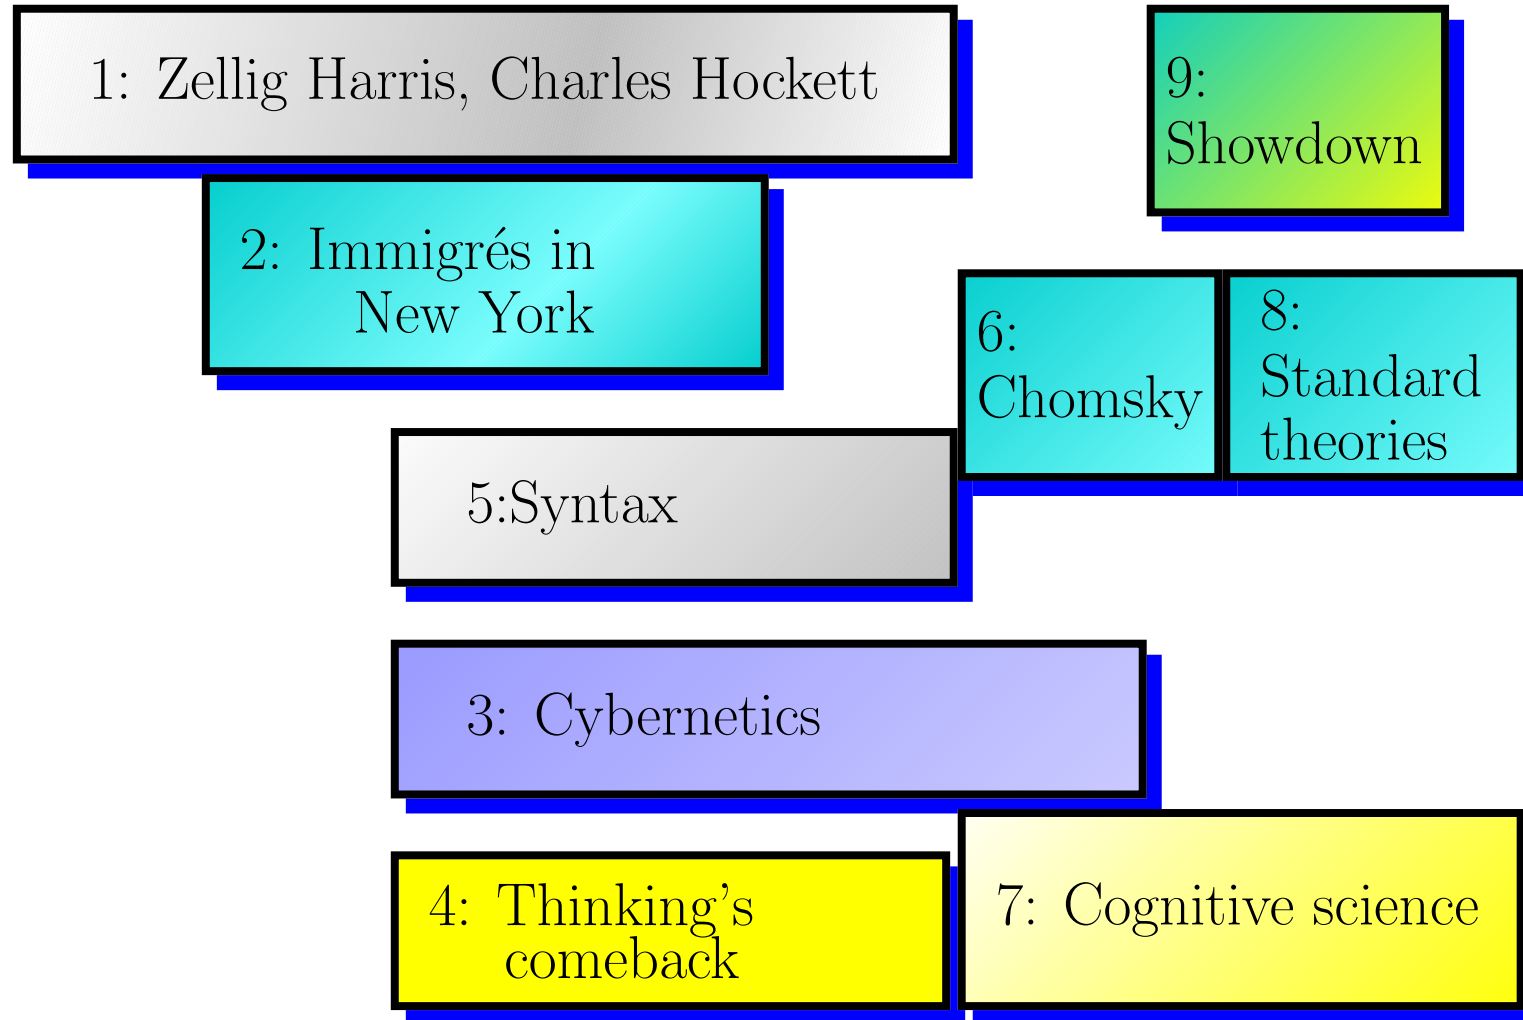 1: Zellig Harris, Charles Hockett
9:
Showdown
2: Immigrés in
New York
6:
Chomsky
8:
Standard
theories
5:Syntax
3: Cybernetics
4: Thinking’s
comeback
7: Cognitive science